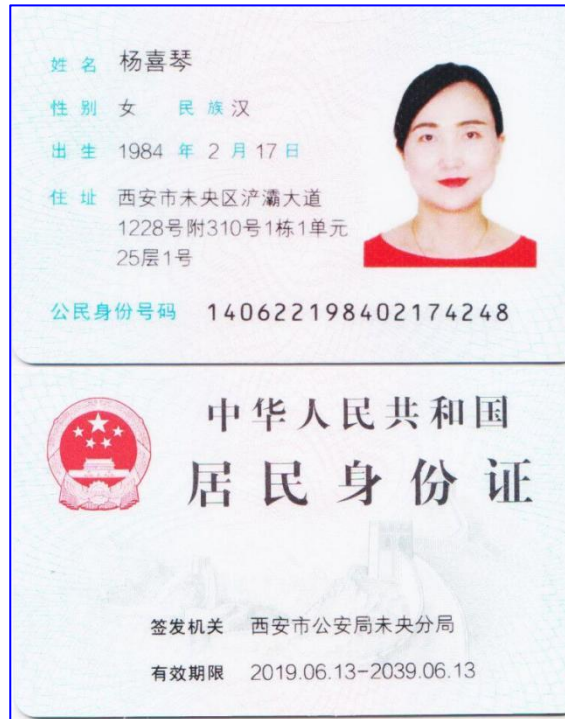 姓名 杨喜琴
性别 女 民族 汉
出生 1984 年 2 月 17 日
住址 西安市未央区浐灞大道
1228号附310号1栋1单元
25层1号
公民身份号码 140622198402174248
中华人民共和国
居民身份证
签发机关 西安市公安局未央分局
有效期限 2019.06.13-2039.06.13